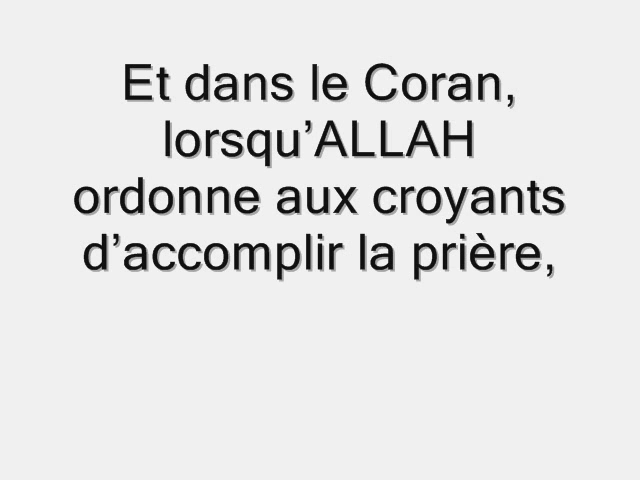 Et dans le Coran,
lorsqu’ALLAH
ordonne aux croyants
d’accomplir la prière,